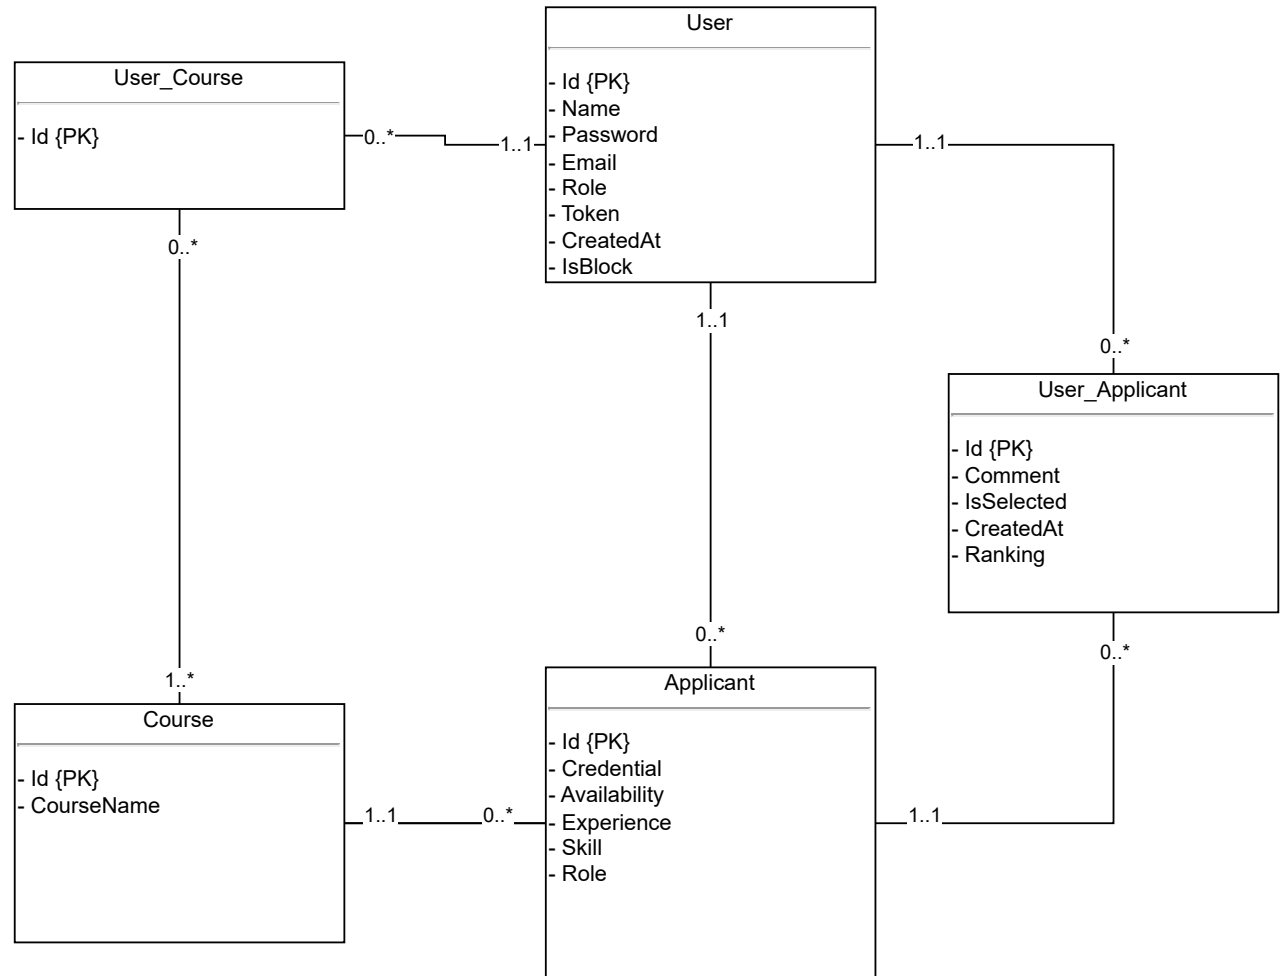 User
- Id {PK}
- Name
- Password
- Email
- Role
- Token
- CreatedAt
- IsBlock
User_Course
- Id {PK}
0..*
1..1
1..1
0..*
1..1
0..*
User_Applicant
- Id {PK}
- Comment
- IsSelected
- CreatedAt
- Ranking
0..*
0..*
1..*
Course
- Id {PK}
- CourseName
1..1
0..*
Applicant
- Id {PK}
- Credential
- Availability
- Experience
- Skill
- Role
1..1